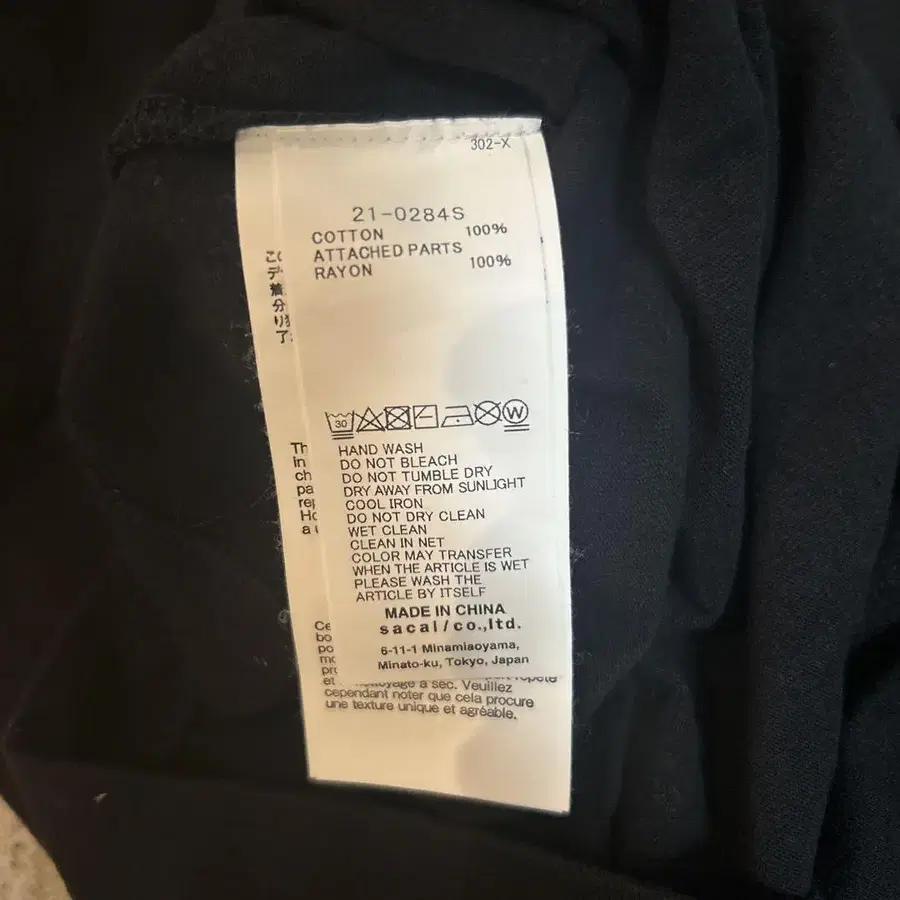 302-X
21-0284S
COTTON 100%
ATTACHED PARTS
RAYON 100%
30
W
HAND WASH
DO NOT BLEACH
DO NOT TUMBLE DRY
DRY AWAY FROM SUNLIGHT
COOL IRON
DO NOT DRY CLEAN
WET CLEAN
CLEAN IN NET
COLOR MAY TRANSFER
WHEN THE ARTICLE IS WET
PLEASE WASH THE
ARTICLE BY ITSELF
MADE IN CHINA
sacai/co.,ltd.
6-11-1 Minamiaoyama,
Minato-ku, Tokyo, Japan
à sec. Veuillez
cependant noter que cela procure
une texture unique et agréable.